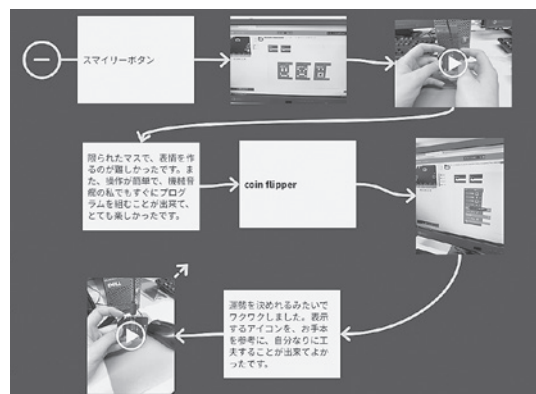 スマイリーボタン
限られたマスで、表情を作
るのが難しかったです。ま
た、操作が簡単で、機械音
痴の私でもすぐにプログ
ラムを組むことが出来て、
とても楽しかったです。
coin flipper
運勢を決めれるみたいで
ワクワクしました。表示
するアイコンを、お手本
を参考に、自分なりに工
夫することが出来てよか
ったです。
DELL